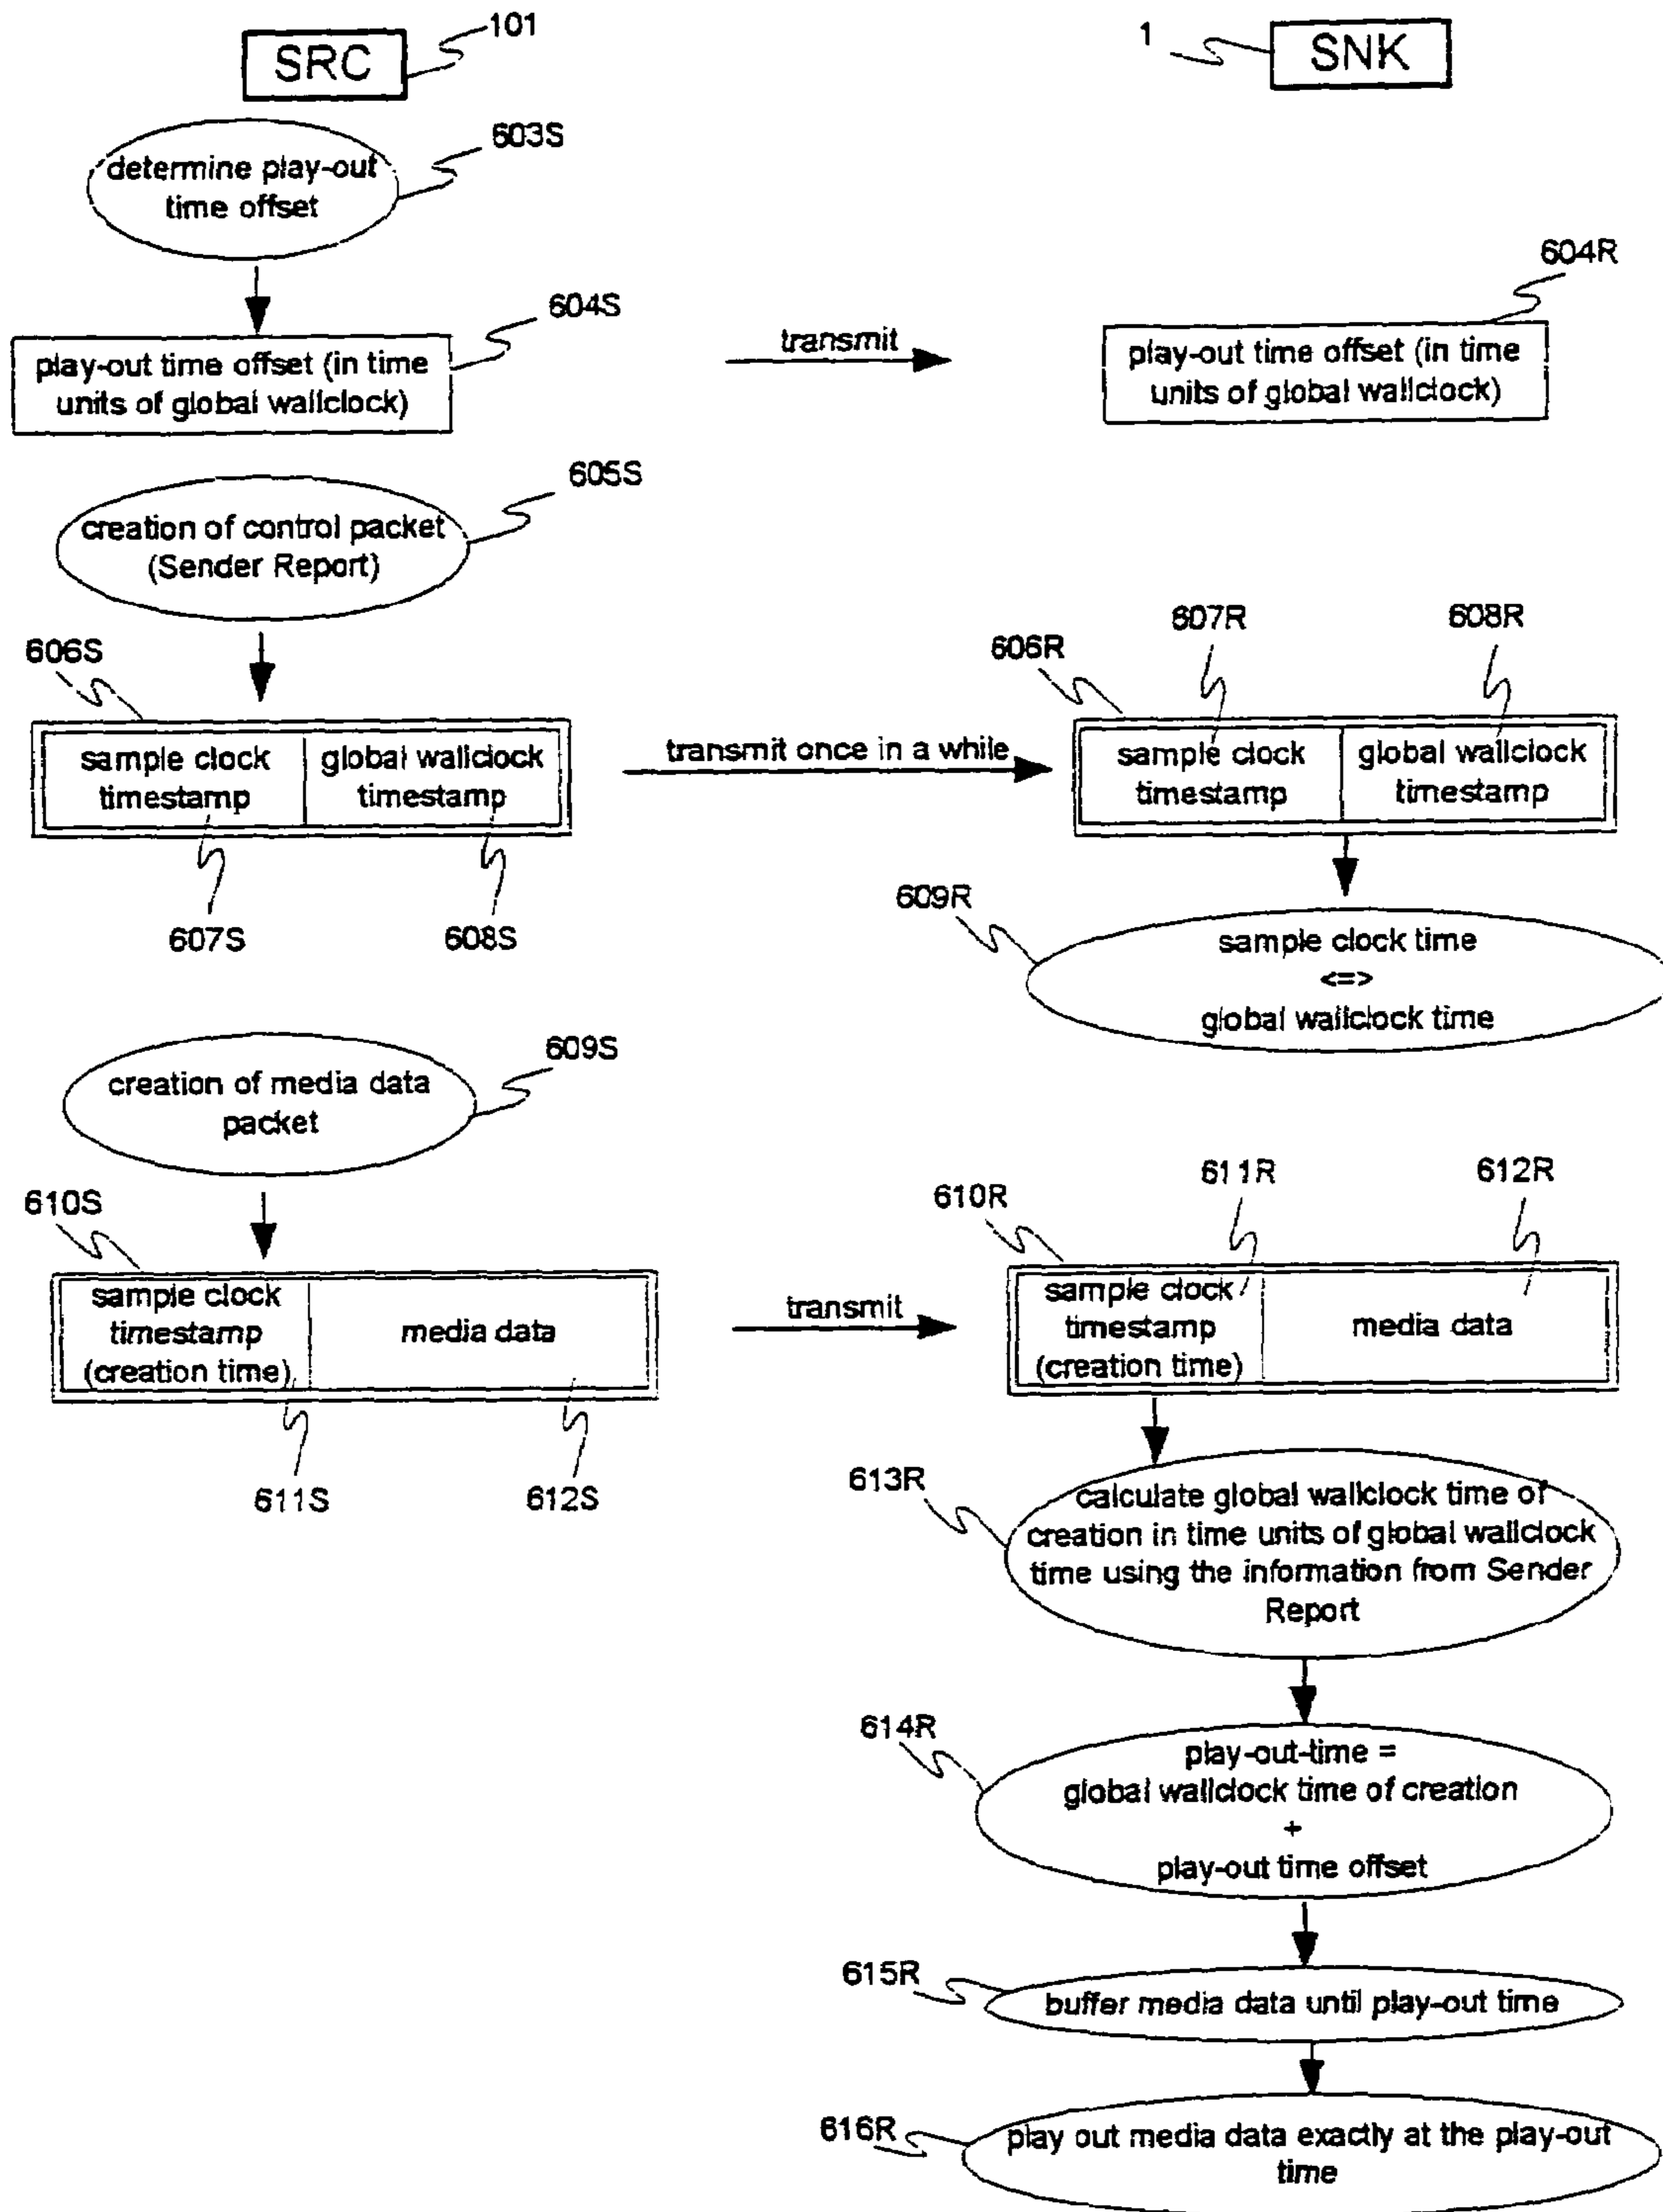 SRC
101
1
SNK
603S
determine play-out
time offset
604S
play-out time offset (in time
units of global wallclock)
transmit
604R
play-out time offset (in time
units of global wallclock)
605S
creation of control packet
(Sender Report)
606S
sample clock
timestamp
global wallclock
timestamp
607S
608S
transmit once in a while
606R
607R
608R
sample clock
timestamp
global wallclock
timestamp
609R
sample clock time
<=>
global wallclock time
609S
creation of media data
packet
610S
sample clock
timestamp
(creation time)
media data
611S
612S
transmit
610R
611R
612R
sample clock
timestamp
(creation time)
media data
613R
calculate global wallclock time of
creation in time units of global wallclock
time using the information from Sender
Report
614R
play-out-time =
global wallclock time of creation
+
play-out time offset
615R
buffer media data until play-out time
616R
play out media data exactly at the play-out
time